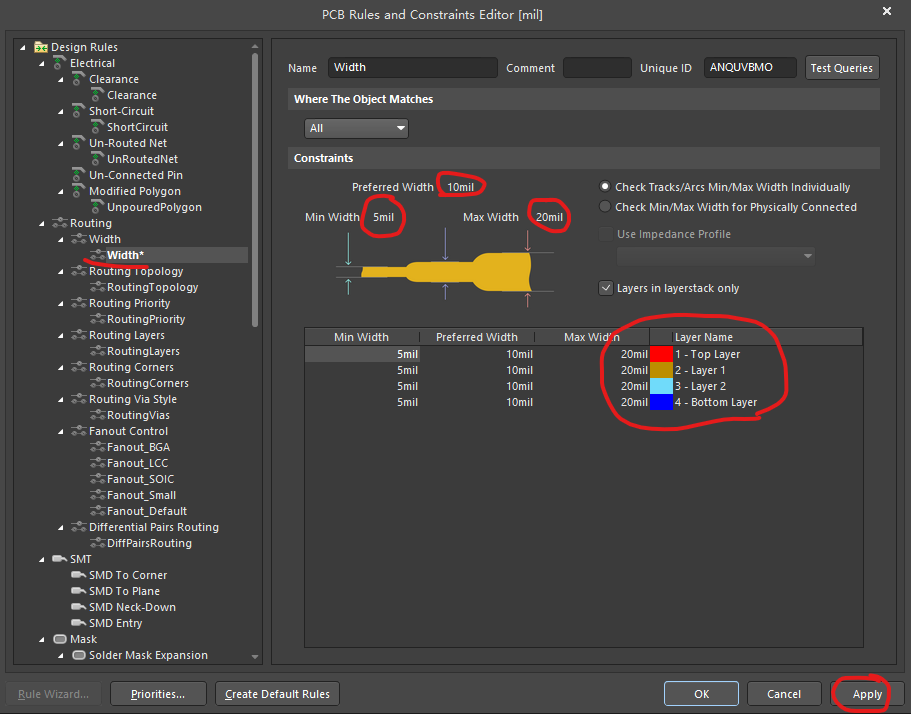 PCB Rules and Constraints Editor [mil]
Design Rules
Electrical
Clearance
Clearance
Short-Circuit
ShortCircuit
Un-Routed Net
UnRoutedNet
Un-Connected Pin
Modified Polygon
UnpouredPolygon
Routing
Width
Width*
Routing Topology
RoutingTopology
Routing Priority
RoutingPriority
Routing Layers
RoutingLayers
Routing Corners
RoutingCorners
Routing Via Style
RoutingVias
Fanout Control
Fanout_BGA
Fanout_LCC
Fanout_SOIC
Fanout_Small
Fanout_Default
Differential Pairs Routing
DiffPairsRouting
SMT
SMD To Corner
SMD To Plane
SMD Neck-Down
SMD Entry
Mask
Solder Mask Expansion
Name Width Comment Unique ID ANQUVBMO Test Queries
Where The Object Matches
All
Constraints
Preferred Width 10mil
Min Width 5mil Max Width 20mil
Check Tracks/Arcs Min/Max Width Individually
Check Min/Max Width for Physically Connected
Use Impedance Profile
Layers in layerstack only
Min Width Preferred Width Max Width Layer Name
5mil 10mil 20mil 1 - Top Layer
5mil 10mil 20mil 2 - Layer 1
5mil 10mil 20mil 3 - Layer 2
5mil 10mil 20mil 4 - Bottom Layer
Rule Wizard... Priorities... Create Default Rules OK Cancel Apply